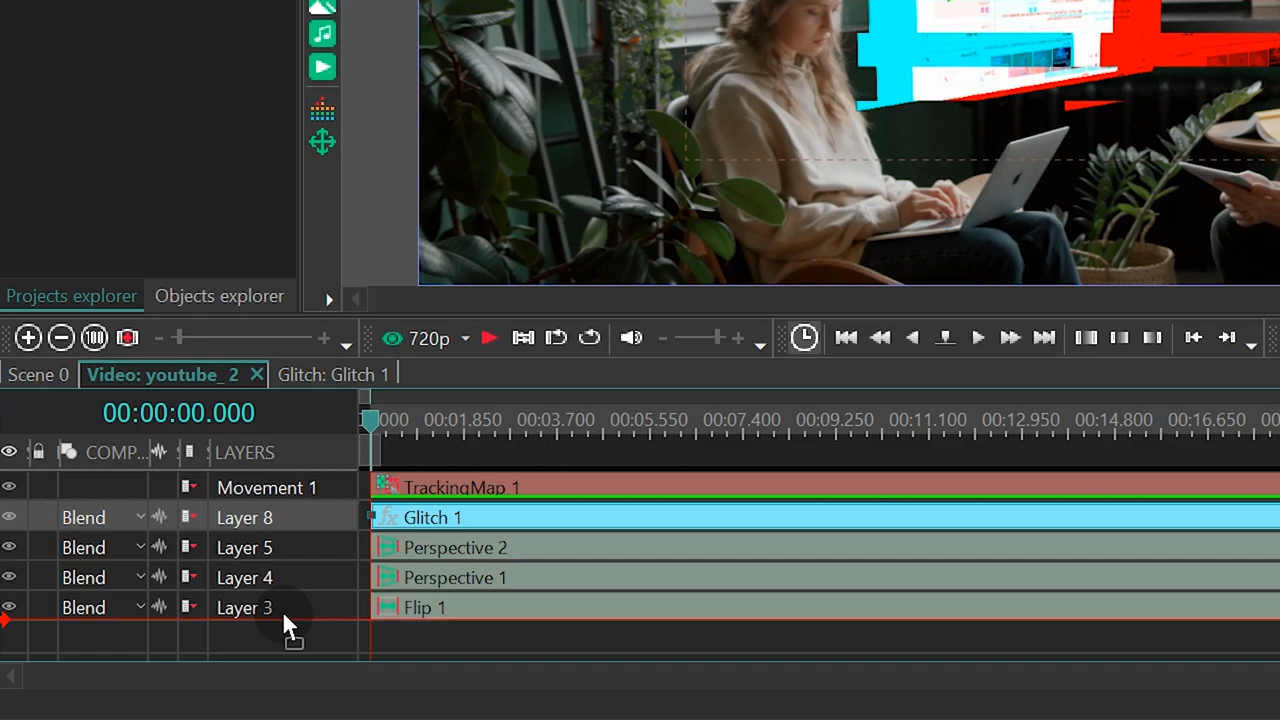 Projects explorer Objects explorer
720p
Scene 0 Video: youtube_ 2 Glitch: Glitch 1
00:00:00.000
000 00:01.850 00:03.700 00:05.550 00:07.400 00:09.250 00:11.100 00:12.950 00:14.800 00:16.650 00
COMP... LAYERS
Movement 1 TrackingMap 1
Blend Layer 8 fx Glitch 1
Blend Layer 5 Perspective 2
Blend Layer 4 Perspective 1
Blend Layer 3 Flip 1